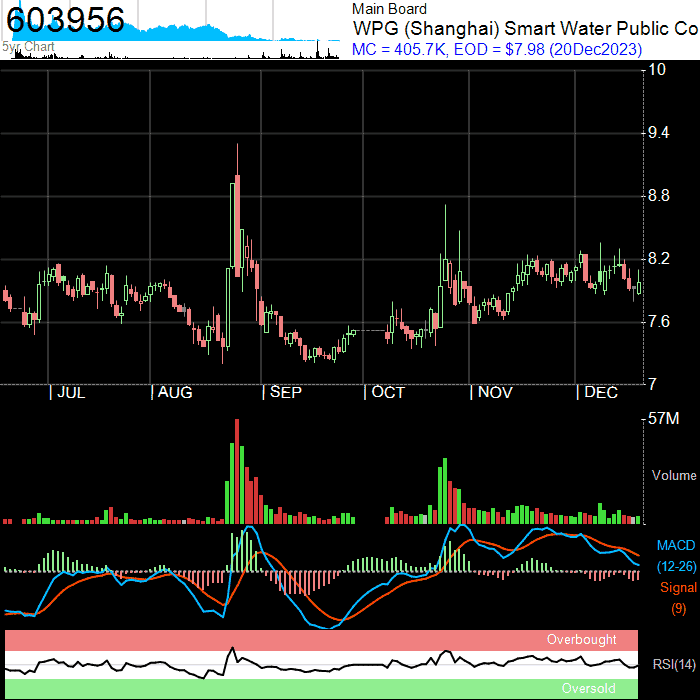 603956
5yr Chart
Main Board
WPG (Shanghai) Smart Water Public Co
MC = 405.7K, EOD = $7.98 (20Dec2023)
10
9.4
8.8
8.2
7.6
7
JUL
AUG
SEP
OCT
NOV
DEC
57M
Volume
MACD
(12-26)
Signal
(9)
Overbought
RSI(14)
Oversold